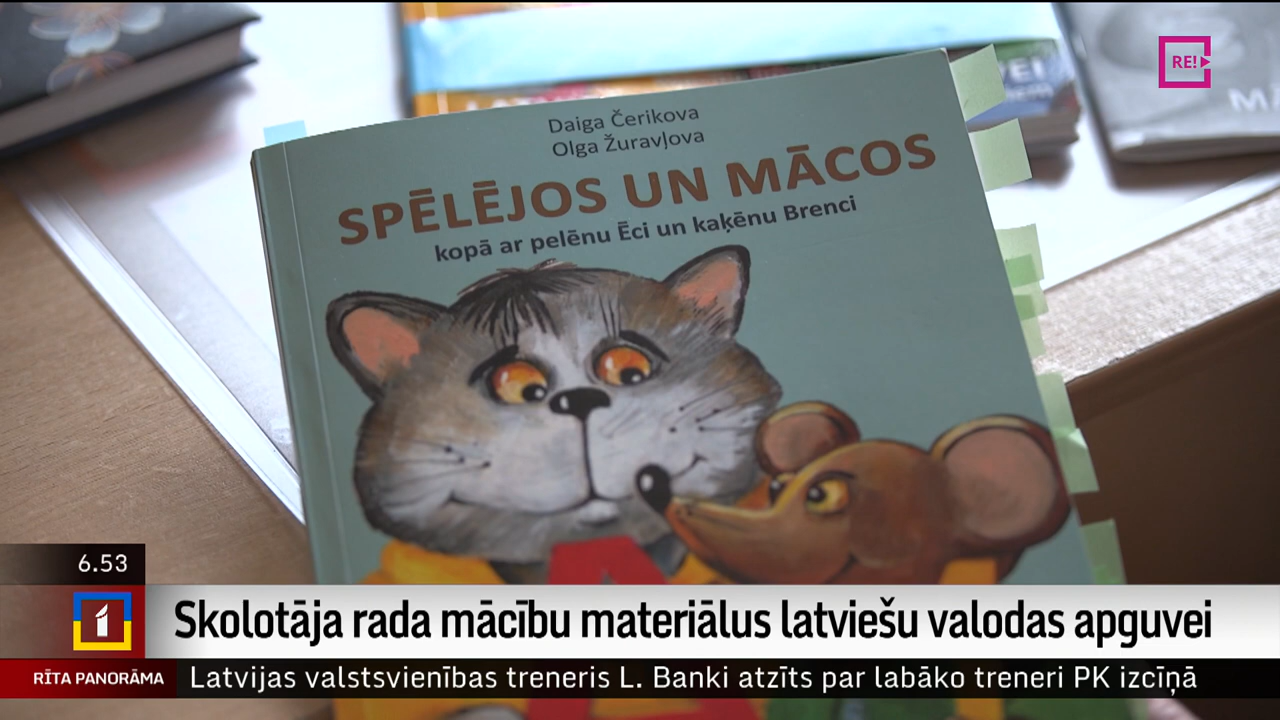 RE!
Daiga Čerikova
Olga Žuravļova
SPĒLĒJOS UN MĀCOS
kopā ar pelēnu Ēci un kaķēnu Brenci
6.53
1
Skolotāja rada mācību materiālus latviešu valodas apguvei
RĪTA PANORĀMA
Latvijas valstsvienības treneris L. Banki atzīts par labāko treneri PK izcīņā